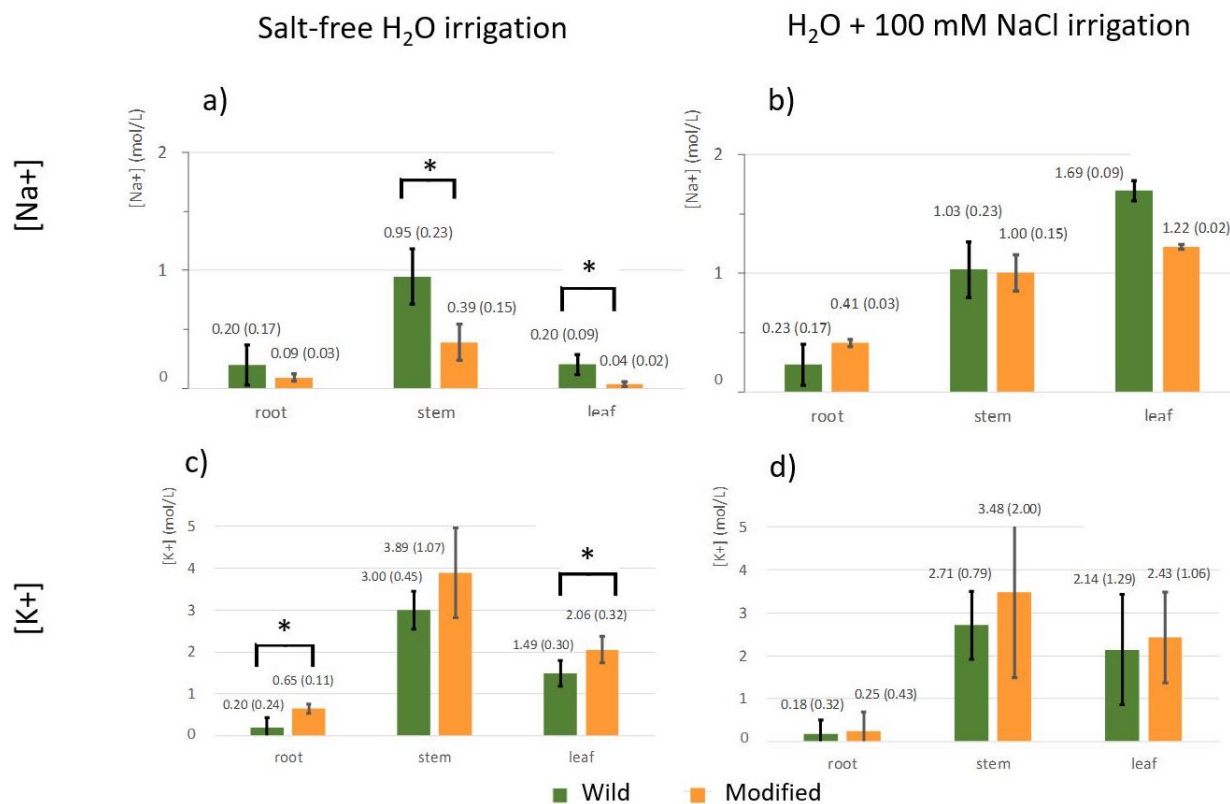 Salt-free H₂O irrigation
H₂O + 100 mM NaCl irrigation
[Na+]
a)
[Na+] (mol/L)
2
1
0
*
*
0.20 (0.17)
0.09 (0.03)
0.95 (0.23)
0.39 (0.15)
0.20 (0.09)
0.04 (0.02)
root
stem
leaf
b)
[Na+] (mol/L)
2
1
0
0.23 (0.17)
0.41 (0.03)
1.03 (0.23)
1.00 (0.15)
1.69 (0.09)
1.22 (0.02)
root
stem
leaf
[K+]
c)
[K+] (mol/L)
5
4
3
2
1
0
*
*
0.20 (0.24)
0.65 (0.11)
3.00 (0.45)
3.89 (1.07)
1.49 (0.30)
2.06 (0.32)
root
stem
leaf
d)
[K+] (mol/L)
5
4
3
2
1
0
0.18 (0.32)
0.25 (0.43)
2.71 (0.79)
3.48 (2.00)
2.14 (1.29)
2.43 (1.06)
root
stem
leaf
Wild
Modified